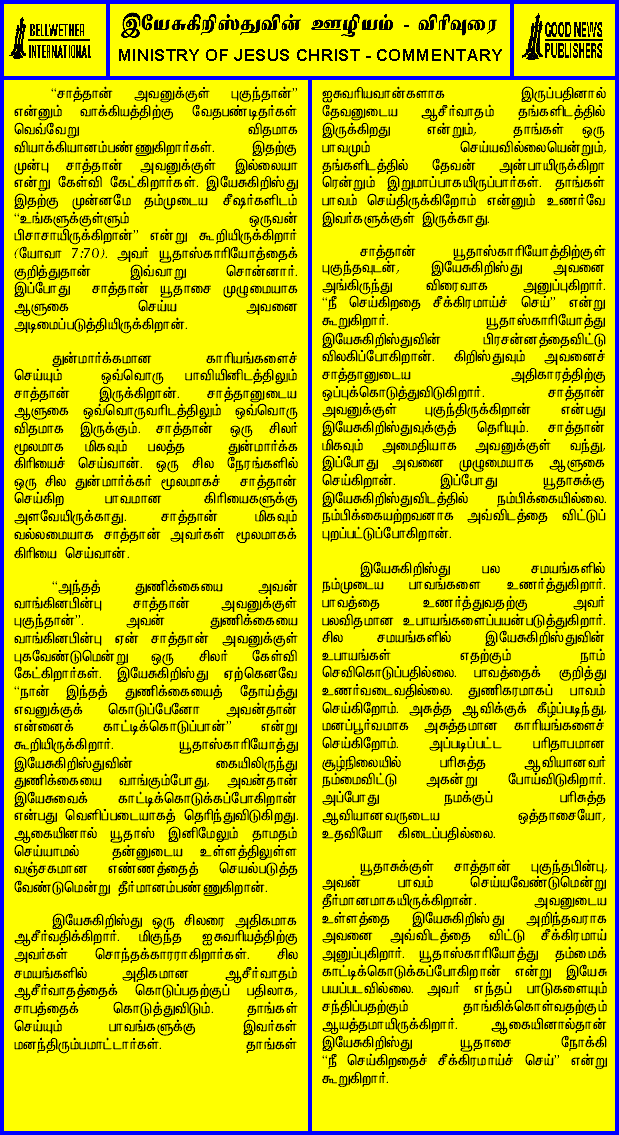 BELLWETHER
INTERNATIONAL
இயேசுகிறிஸ்துவின் ஊழியம் - விரிவுரை
MINISTRY OF JESUS CHRIST - COMMENTARY
GOOD NEWS
PUBLISHERS
“சாத்தான் அவனுக்குள் புகுந்தான்”
என்னும் வாக்கியத்திற்கு வேதபண்டிதர்கள்
வெவ்வேறு விதமாக
வியாக்கியானம்பண்ணுகிறார்கள். இதற்கு
முன்பு சாத்தான் அவனுக்குள் இல்லையா
என்று கேள்வி கேட்கிறார்கள். இயேசுகிறிஸ்து
இதற்கு முன்னமே தம்முடைய சீஷர்களிடம்
“உங்களுக்குள்ளும் ஒருவன்
பிசாசாயிருக்கிறான்” என்று கூறியிருக்கிறார்
(யோவா 7:70). அவர் யூதாஸ்காரியோத்தைக்
குறித்துதான் இவ்வாறு சொன்னார்.
இப்போது சாத்தான் யூதாசை முழுமையாக
ஆளுகை செய்ய அவனை
அடிமைப்படுத்தியிருக்கிறான்.
துன்மார்க்கமான காரியங்களைச்
செய்யும் ஒவ்வொரு பாவியினிடத்திலும்
சாத்தான் இருக்கிறான். சாத்தானுடைய
ஆளுகை ஒவ்வொருவரிடத்திலும் ஒவ்வொரு
விதமாக இருக்கும். சாத்தான் ஒரு சிலர்
மூலமாக மிகவும் பலத்த துன்மார்க்க
கிரியைச் செய்வான். ஒரு சில நேரங்களில்
ஒரு சில துன்மார்க்கர் மூலமாகச் சாத்தான்
செய்கிற பாவமான கிரியைகளுக்கு
அளவேயிருக்காது. சாத்தான் மிகவும்
வல்லமையாக சாத்தான் அவர்கள் மூலமாகக்
கிரியை செய்வான்.
“அந்தத் துணிக்கையை அவன்
வாங்கினபின்பு சாத்தான் அவனுக்குள்
புகுந்தான்”. அவன் துணிக்கையை
வாங்கினபின்பு ஏன் சாத்தான் அவனுக்குள்
புகவேண்டுமென்று ஒரு சிலர் கேள்வி
கேட்கிறார்கள். இயேசுகிறிஸ்து ஏற்கெனவே
“நான் இந்தத் துணிக்கையைத் தோய்த்து
எவனுக்குக் கொடுப்பேனோ அவன்தான்
என்னைக் காட்டிக்கொடுப்பான்” என்று
கூறியிருக்கிறார். யூதாஸ்காரியோத்து
இயேசுகிறிஸ்துவின் கையிலிருந்து
துணிக்கையை வாங்கும்போது, அவன்தான்
இயேசுவைக் காட்டிக்கொடுக்கப்போகிறான்
என்பது வெளிப்படையாகத் தெரிந்துவிடுகிறது.
ஆகையினால் யூதாஸ் இனிமேலும் தாமதம்
செய்யாமல் தன்னுடைய உள்ளத்திலுள்ள
வஞ்சகமான எண்ணத்தைத் செயல்படுத்த
வேண்டுமென்று தீர்மானம்பண்ணுகிறான்.
இயேசுகிறிஸ்து ஒரு சிலரை அதிகமாக
ஆசீர்வதிக்கிறார். மிகுந்த ஐசுவரியத்திற்கு
அவர்கள் சொந்தக்காரராகிறார்கள். சில
சமயங்களில் அதிகமான ஆசீர்வாதம்
ஆசீர்வாதத்தைக் கொடுப்பதற்குப் பதிலாக,
சாபத்தைக் கொடுத்துவிடும். தாங்கள்
செய்யும் பாவங்களுக்கு இவர்கள்
மனந்திரும்பமாட்டார்கள். தாங்கள்
ஐசுவரியவான்களாக இருப்பதினால்
தேவனுடைய ஆசீர்வாதம் தங்களிடத்தில்
இருக்கிறது என்றும், தாங்கள் ஒரு
பாவமும் செய்யவில்லையென்றும்,
தங்களிடத்தில் தேவன் அன்பாயிருக்கிறா
ரென்றும் இறுமாப்பாகயிருப்பார்கள். தாங்கள்
பாவம் செய்திருக்கிறோம் என்னும் உணர்வே
இவர்களுக்குள் இருக்காது.
சாத்தான் யூதாஸ்காரியோத்திற்குள்
புகுந்தவுடன், இயேசுகிறிஸ்து அவனை
அங்கிருந்து விரைவாக அனுப்புகிறார்.
“நீ செய்கிறதை சீக்கிரமாய்ச் செய்” என்று
கூறுகிறார். யூதாஸ்காரியோத்து
இயேசுகிறிஸ்துவின் பிரசன்னத்தைவிட்டு
விலகிப்போகிறான். கிறிஸ்துவும் அவனைச்
சாத்தானுடைய அதிகாரத்திற்கு
ஒப்புக்கொடுத்துவிடுகிறார். சாத்தான்
அவனுக்குள் புகுந்திருக்கிறான் என்பது
இயேசுகிறிஸ்துவுக்குத் தெரியும். சாத்தான்
மிகவும் அமைதியாக அவனுக்குள் வந்து,
இப்போது அவனை முழுமையாக ஆளுகை
செய்கிறான். இப்போது யூதாசுக்கு
இயேசுகிறிஸ்துவிடத்தில் நம்பிக்கையில்லை.
நம்பிக்கையற்றவனாக அவ்விடத்தை விட்டுப்
புறப்பட்டுப்போகிறான்.
இயேசுகிறிஸ்து பல சமயங்களில்
நம்முடைய பாவங்களை உணர்த்துகிறார்.
பாவத்தை உணர்த்துவதற்கு அவர்
பலவிதமான உபாயங்களைப்பயன்படுத்துகிறார்.
சில சமயங்களில் இயேசுகிறிஸ்துவின்
உபாயங்கள் எதற்கும் நாம்
செவிகொடுப்பதில்லை. பாவத்தைக் குறித்து
உணர்வடைவதில்லை. துணிகரமாகப் பாவம்
செய்கிறோம். அசுத்த ஆவிக்குக் கீழ்ப்படிந்து,
மனப்பூர்வமாக அசுத்தமான காரியங்களைச்
செய்கிறோம். அப்படிப்பட்ட பரிதாபமான
சூழ்நிலையில் பரிசுத்த ஆவியானவர்
நம்மைவிட்டு அகன்று போய்விடுகிறார்.
அப்போது நமக்குப் பரிசுத்த
ஆவியானவருடைய ஒத்தாசையோ,
உதவியோ கிடைப்பதில்லை.
யூதாசுக்குள் சாத்தான் புகுந்தபின்பு,
அவன் பாவம் செய்யவேண்டுமென்று
தீர்மானமாகயிருக்கிறான். அவனுடைய
உள்ளத்தை இயேசுகிறிஸ்து அறிந்தவராக
அவனை அவ்விடத்தை விட்டு சீக்கிரமாய்
அனுப்புகிறார். யூதாஸ்காரியோத்து தம்மைக்
காட்டிக்கொடுக்கப்போகிறான் என்று இயேசு
பயப்படவில்லை. அவர் எந்தப் பாடுகளையும்
சந்திப்பதற்கும் தாங்கிக்கொள்வதற்கும்
ஆயத்தமாயிருக்கிறார். ஆகையினால்தான்
இயேசுகிறிஸ்து யூதாசை நோக்கி
“நீ செய்கிறதைச் சீக்கிரமாய்ச் செய்” என்று
கூறுகிறார்.